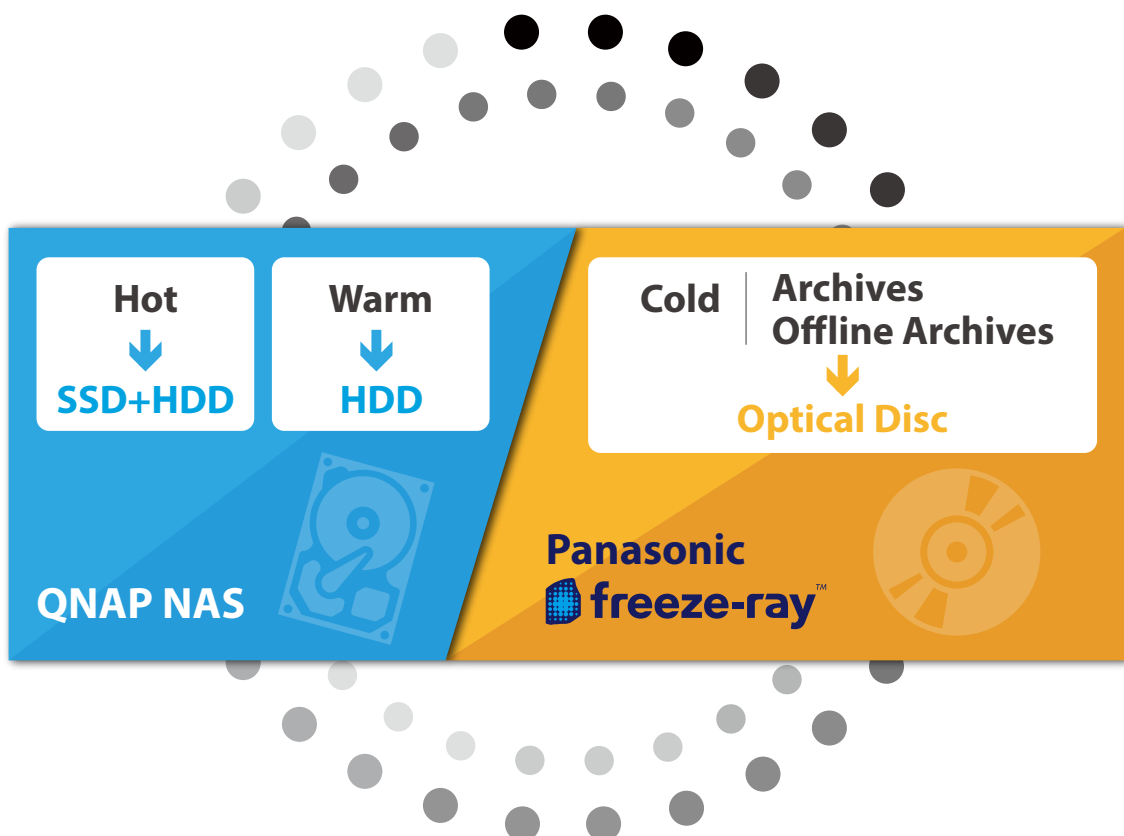 Hot
SSD+HDD
Warm
HDD
Cold
Archives
Offline Archives
Optical Disc
QNAP NAS
Panasonic
freeze-ray™